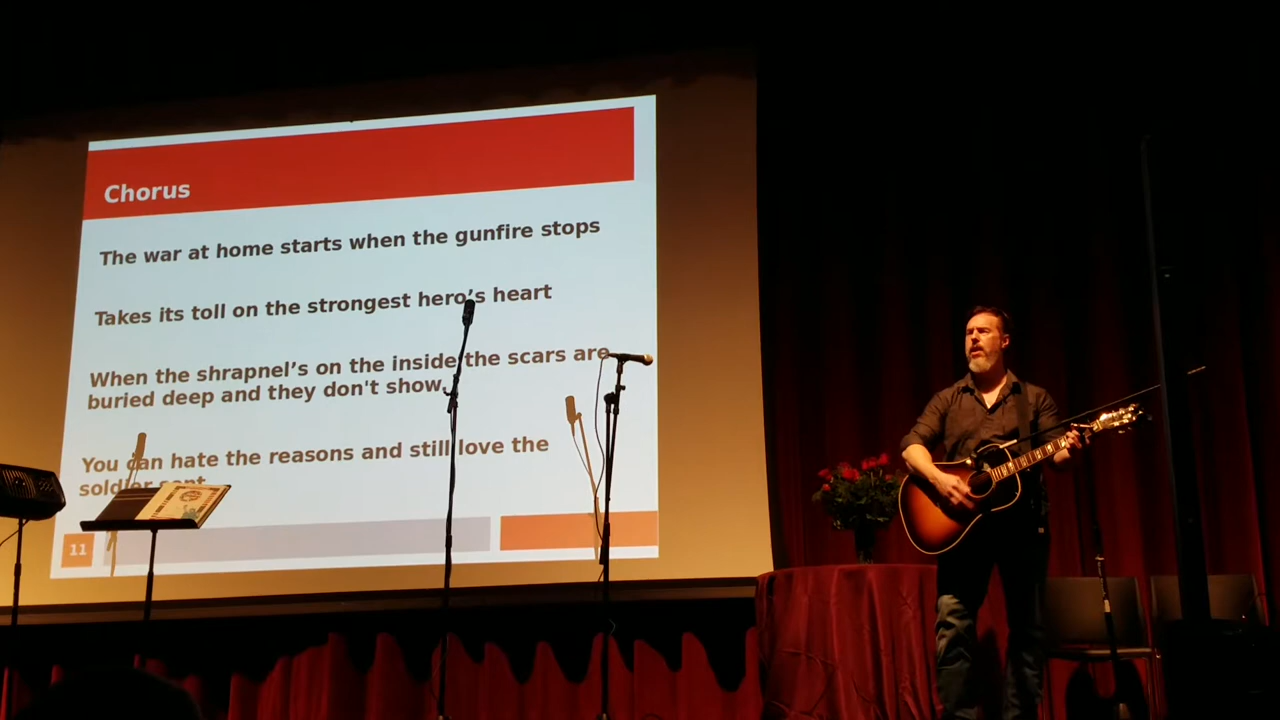 Chorus
The war at home starts when the gunfire stops
Takes its toll on the strongest hero’s heart
When the shrapnel’s on the inside the scars are
buried deep and they don't show.
You can hate the reasons and still love the
soldier sent
11